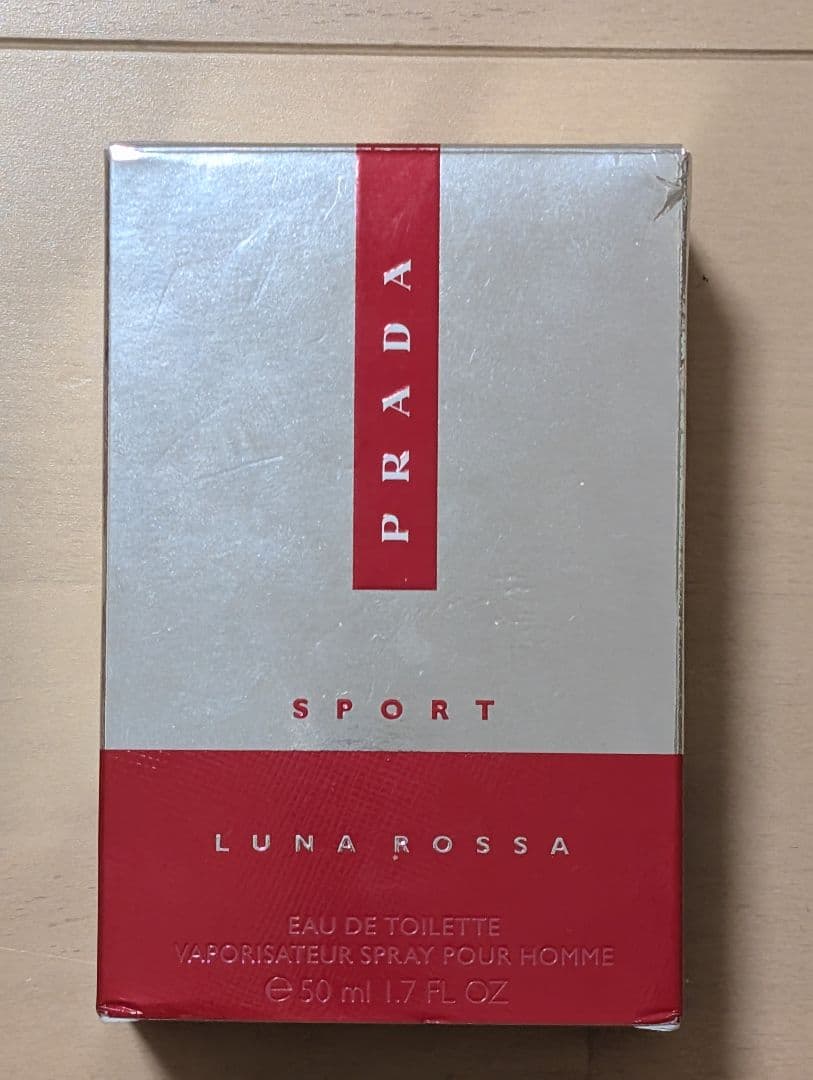 PRADA
SPORT
LUNA ROSSA
EAU DE TOILETTE
VAPORISATEUR SPRAY POUR HOMME
℮ 50 ml 1.7 FL OZ